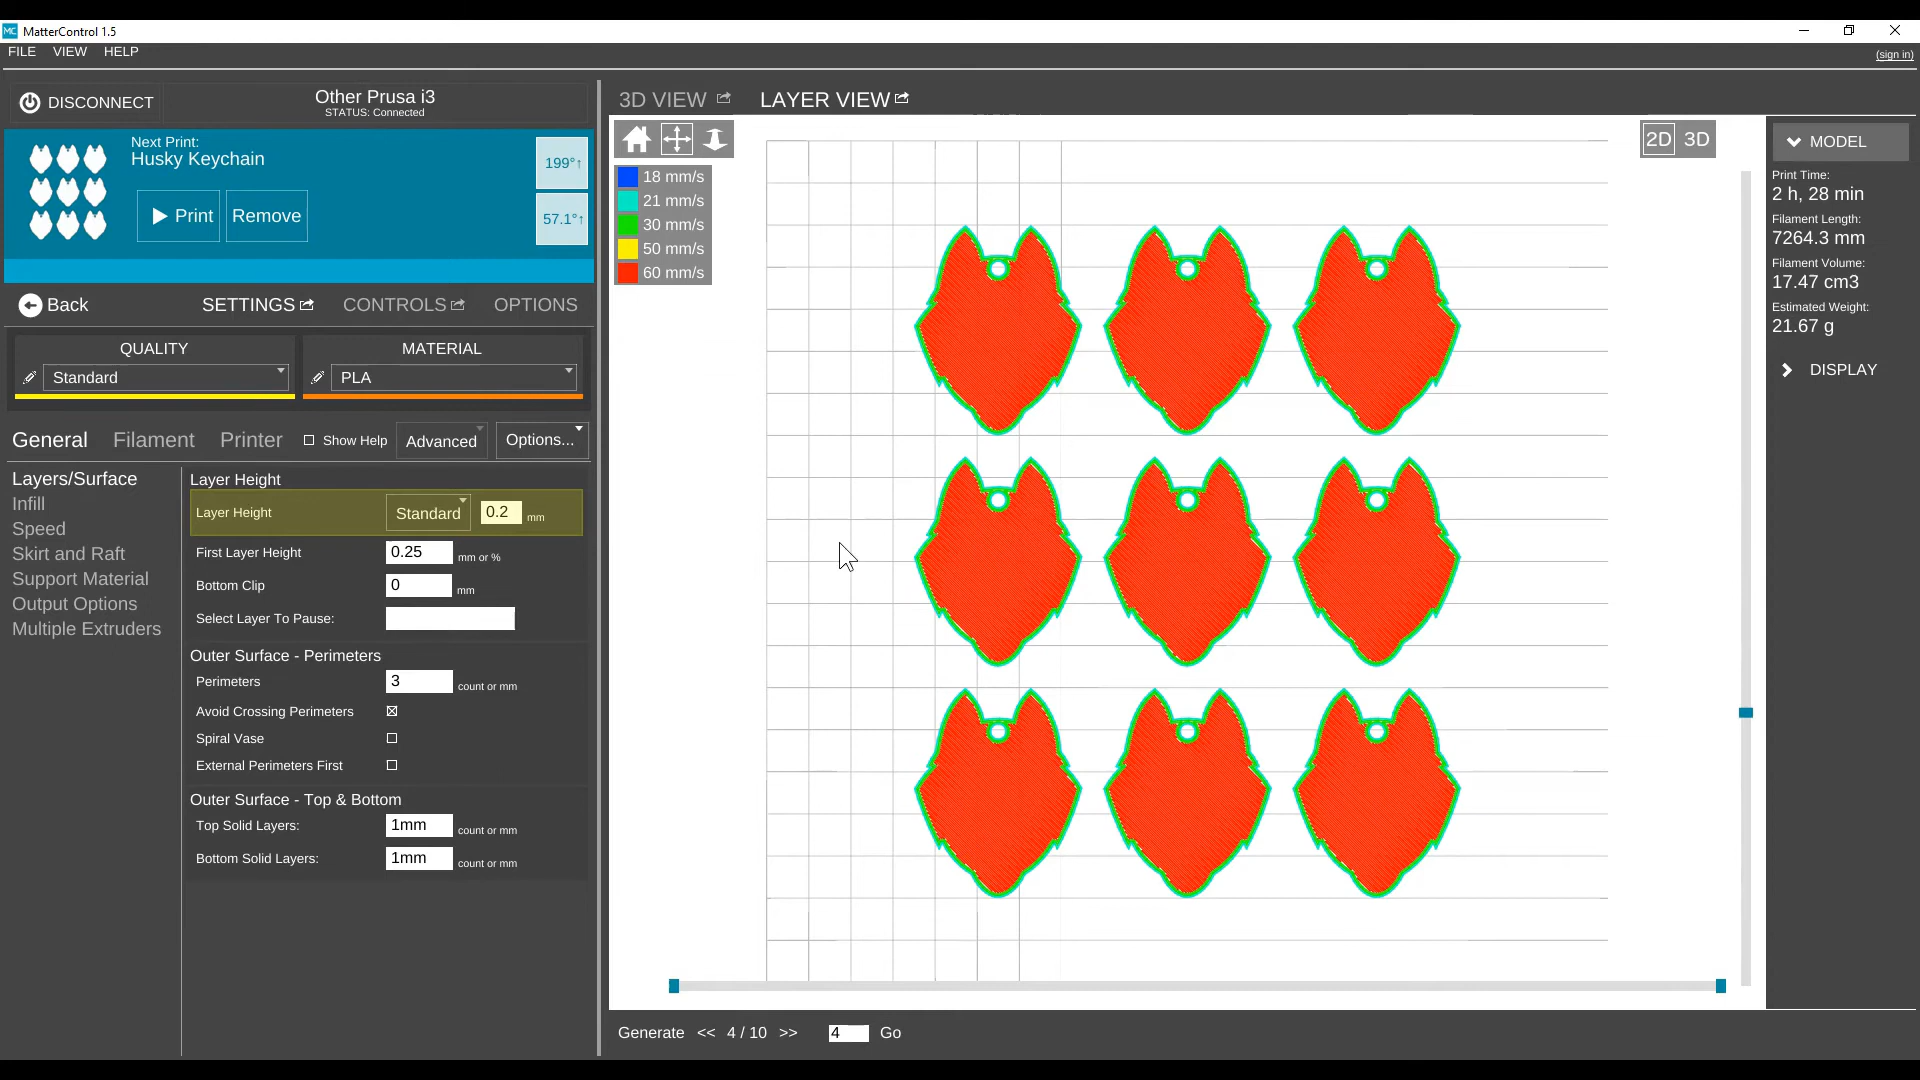 MC MatterControl 1.5
FILE VIEW HELP
(sign in)
DISCONNECT
Other Prusa i3
STATUS: Connected
Next Print:
Husky Keychain
Print Remove
199°↑
57.1°↑
Back SETTINGS CONTROLS OPTIONS
QUALITY MATERIAL
Standard PLA
General Filament Printer Show Help Advanced Options...
Layers/Surface
Infill
Speed
Skirt and Raft
Support Material
Output Options
Multiple Extruders
Layer Height
Layer Height Standard 0.2 mm
First Layer Height 0.25 mm or %
Bottom Clip 0 mm
Select Layer To Pause:
Outer Surface - Perimeters
Perimeters 3 count or mm
Avoid Crossing Perimeters
Spiral Vase
External Perimeters First
Outer Surface - Top & Bottom
Top Solid Layers: 1mm count or mm
Bottom Solid Layers: 1mm count or mm
3D VIEW LAYER VIEW
2D 3D
18 mm/s
21 mm/s
30 mm/s
50 mm/s
60 mm/s
Generate << 4 / 10 >> 4 Go
MODEL
Print Time:
2 h, 28 min
Filament Length:
7264.3 mm
Filament Volume:
17.47 cm3
Estimated Weight:
21.67 g
DISPLAY